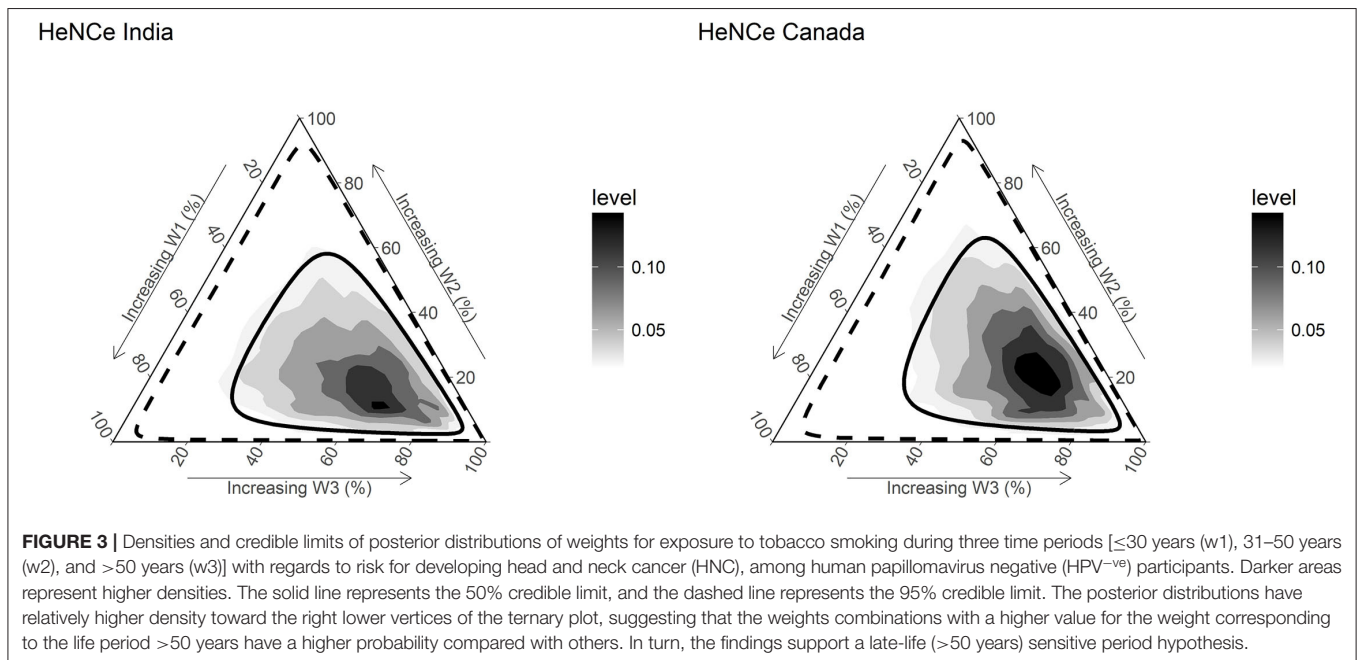 HeNCe India
HeNCe Canada
100
80
60
40
20
20
40
60
80
100
20
40
60
80
100
Increasing W1 (%)
Increasing W2 (%)
Increasing W3 (%)
level
0.10
0.05
100
80
60
40
20
20
40
60
80
100
20
40
60
80
100
Increasing W1 (%)
Increasing W2 (%)
Increasing W3 (%)
level
0.10
0.05
FIGURE 3 | Densities and credible limits of posterior distributions of weights for exposure to tobacco smoking during three time periods [≤30 years (w1), 31–50 years
(w2), and >50 years (w3)] with regards to risk for developing head and neck cancer (HNC), among human papillomavirus negative (HPV⁻ᵛᵉ) participants. Darker areas
represent higher densities. The solid line represents the 50% credible limit, and the dashed line represents the 95% credible limit. The posterior distributions have
relatively higher density toward the right lower vertices of the ternary plot, suggesting that the weights combinations with a higher value for the weight corresponding
to the life period >50 years have a higher probability compared with others. In turn, the findings support a late-life (>50 years) sensitive period hypothesis.